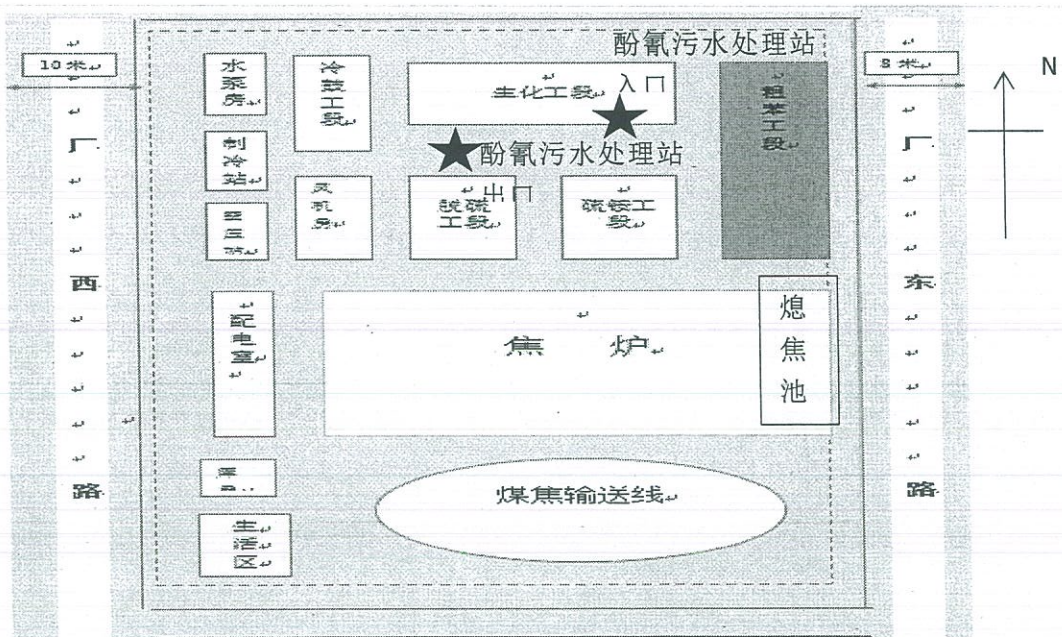 酚氰污水处理站
入口
10米
8米
N
水泵房
冷鼓工段
生化工段
粗苯工段
酚氰污水处理站
出口
制冷站
风机房
脱硫工段
硫铵工段
厂西路
厂东路
配电室
焦炉
熄焦池
煤焦输送线
生活区